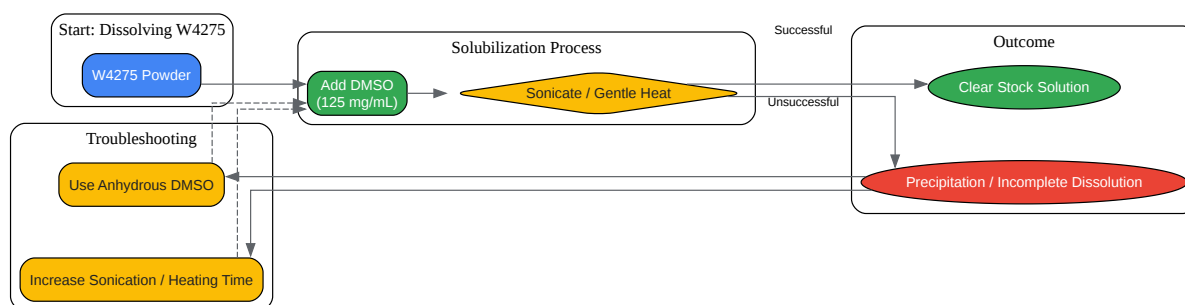 Start: Dissolving W4275
W4275 Powder
Solubilization Process
Add DMSO
(125 mg/mL)
Sonicate / Gentle Heat
Successful
Unsuccessful
Outcome
Clear Stock Solution
Precipitation / Incomplete Dissolution
Troubleshooting
Use Anhydrous DMSO
Increase Sonication / Heating Time